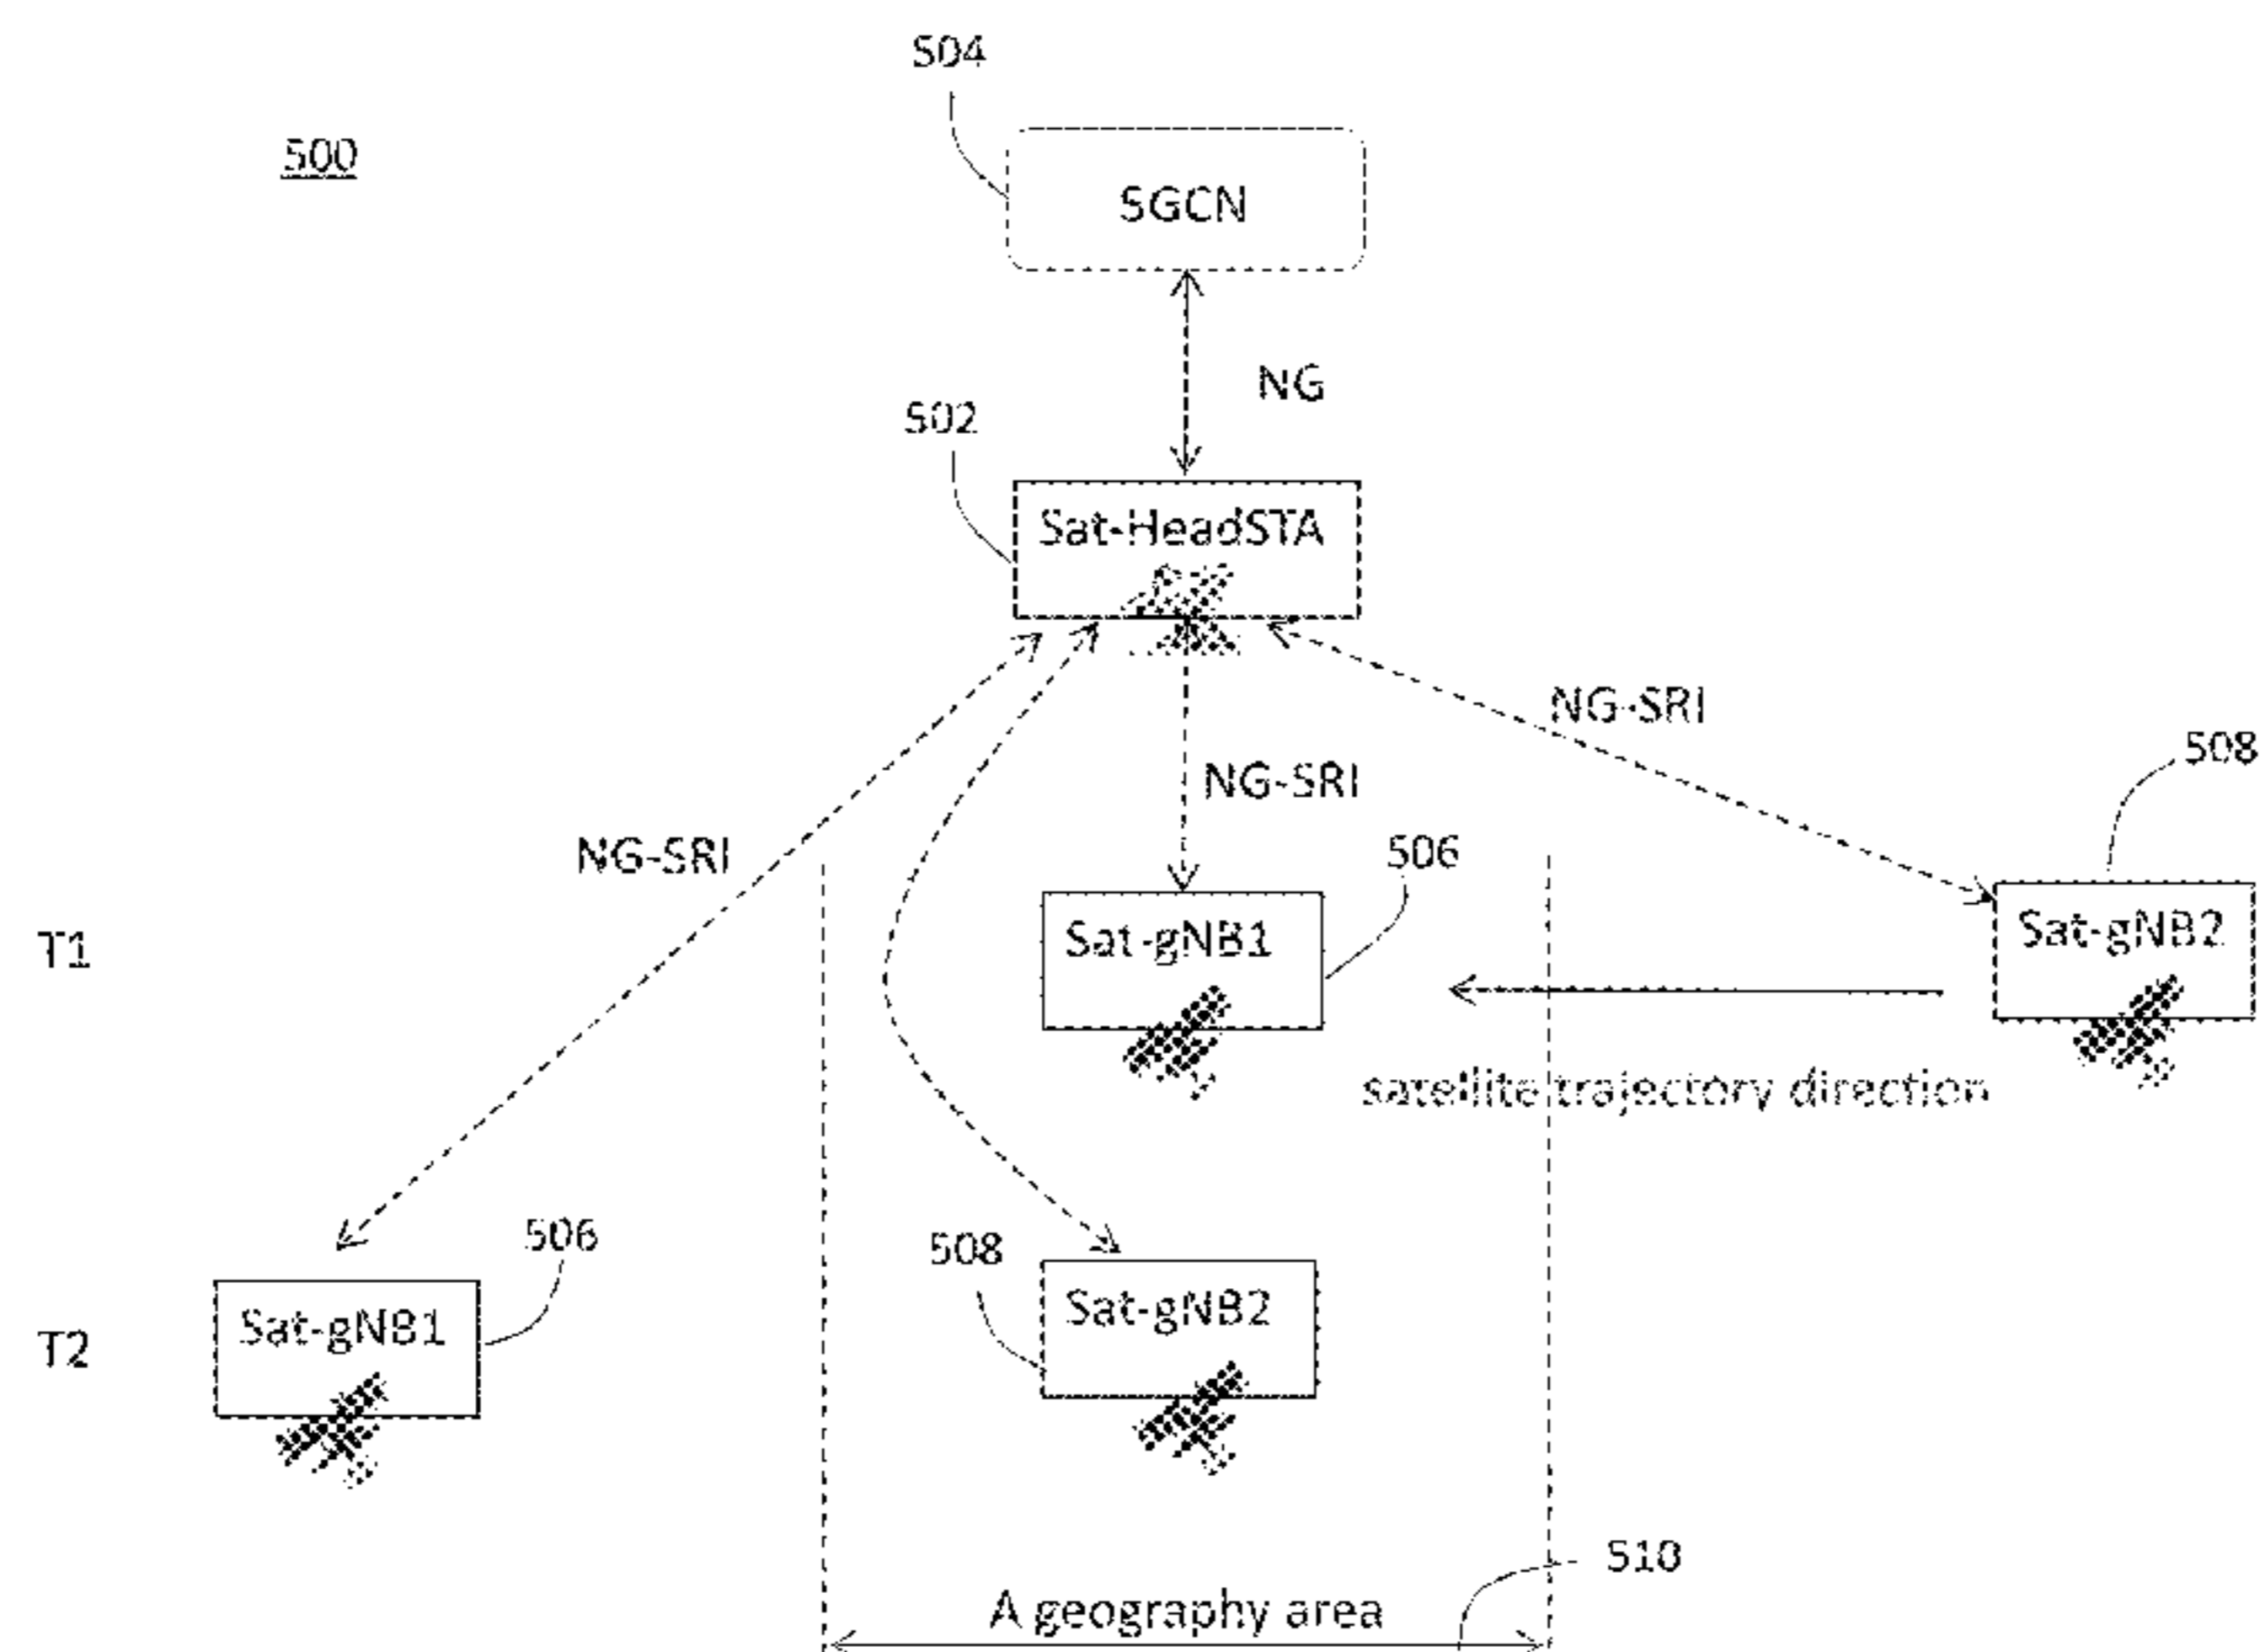 504
500
5GCN
NG
502
Sat-HeadSTA
NG-SRI
508
NG-SRI
NG-SRI
506
T1
Sat-gNB1
Sat-gNB2
satellite trajectory direction
506
508
T2
Sat-gNB1
Sat-gNB2
510
A geography area